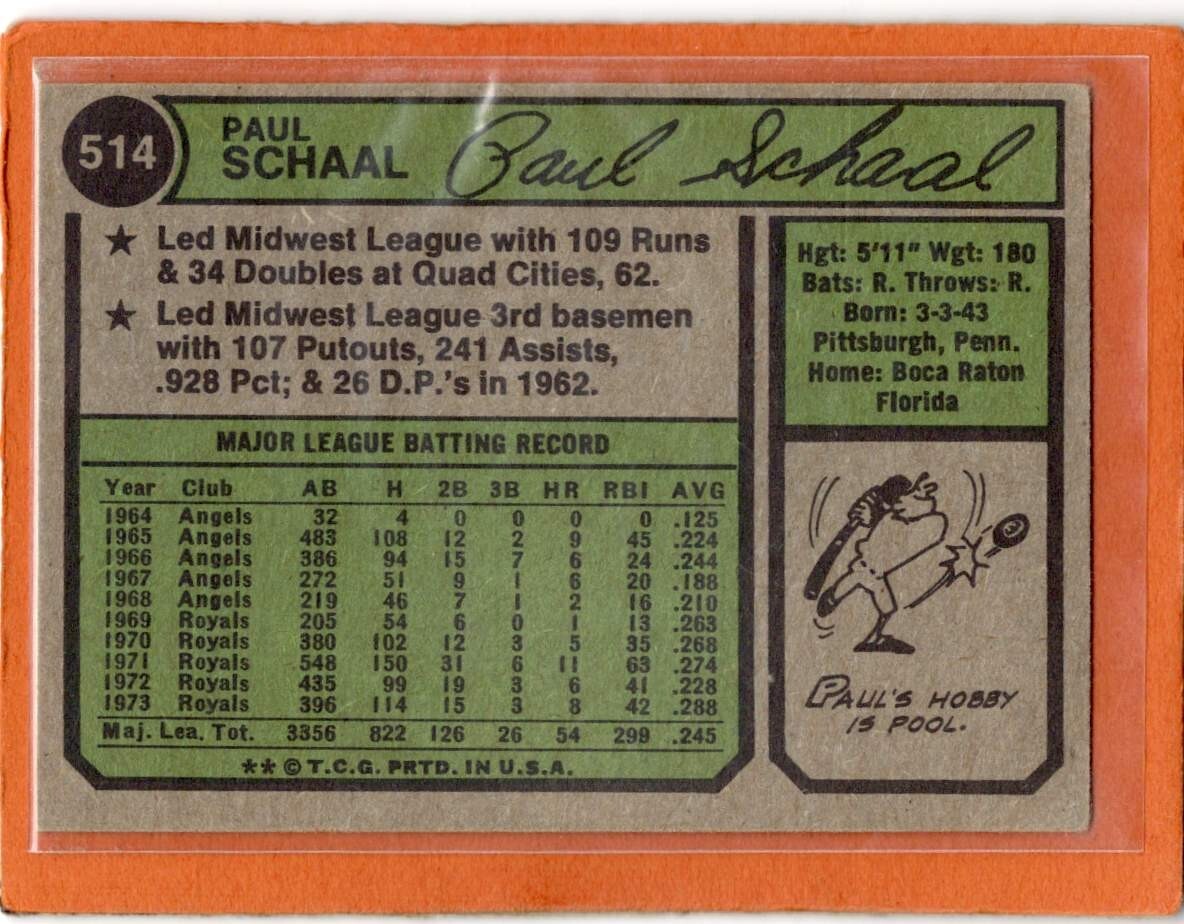 514
PAUL
SCHAAL
Paul Schaal
★ Led Midwest League with 109 Runs
& 34 Doubles at Quad Cities, 62.
★ Led Midwest League 3rd basemen
with 107 Putouts, 241 Assists,
.928 Pct; & 26 D.P.'s in 1962.
Hgt: 5'11" Wgt: 180
Bats: R. Throws: R.
Born: 3-3-43
Pittsburgh, Penn.
Home: Boca Raton
Florida
MAJOR LEAGUE BATTING RECORD
Year Club AB H 2B 3B HR RBI AVG
1964 Angels 32 4 0 0 0 0 .125
1965 Angels 483 108 12 2 9 45 .224
1966 Angels 386 94 15 7 6 24 .244
1967 Angels 272 51 9 1 6 20 .188
1968 Angels 219 46 7 1 2 16 .210
1969 Royals 205 54 6 0 1 13 .263
1970 Royals 380 102 12 3 5 35 .268
1971 Royals 548 150 31 6 11 63 .274
1972 Royals 435 99 19 3 6 41 .228
1973 Royals 396 114 15 3 8 42 .288
Maj. Lea. Tot. 3356 822 126 26 54 299 .245
** © T.C.G. PRTD. IN U.S.A.
PAUL'S HOBBY
IS POOL.